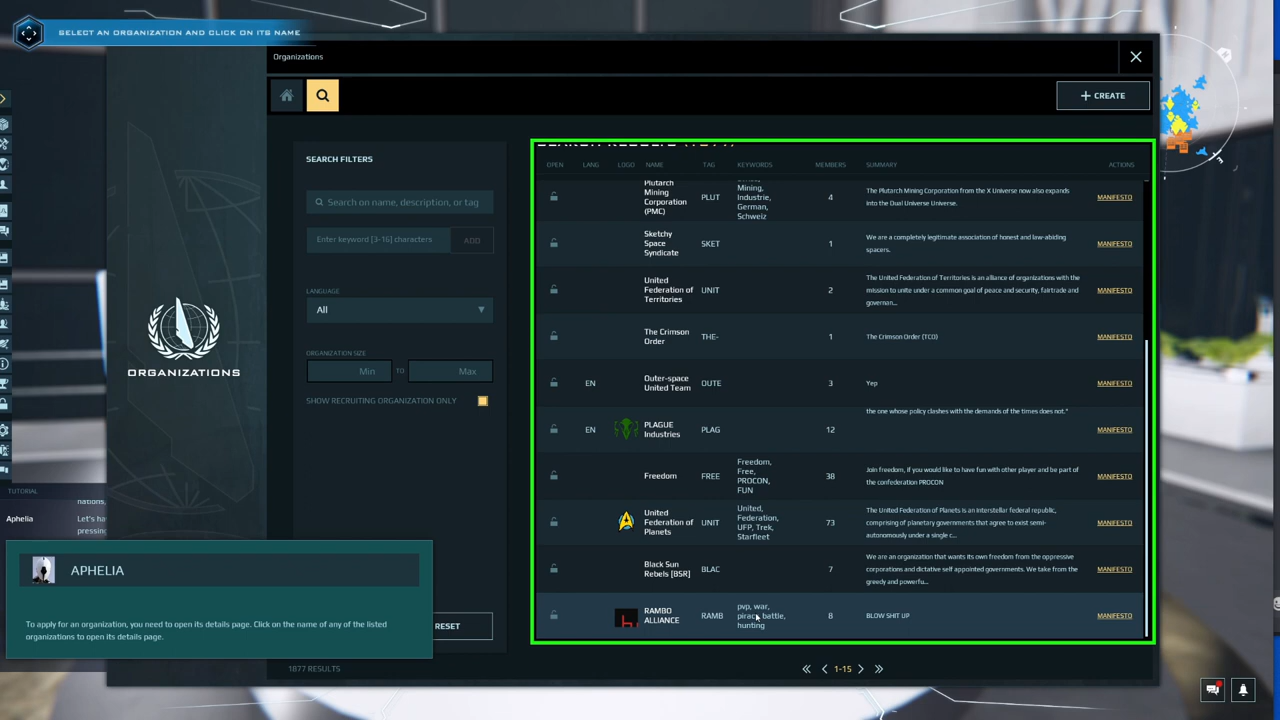 SELECT AN ORGANIZATION AND CLICK ON ITS NAME
Organizations
CREATE
SEARCH FILTERS
Search on name, description, or tag
Enter keyword [3-16] characters
ADD
LANGUAGE
All
ORGANIZATION SIZE
Min
TO
Max
SHOW RECRUITING ORGANIZATION ONLY
ORGANIZATIONS
RESET
1877 RESULTS
OPEN LANG LOGO NAME TAG KEYWORDS MEMBERS SUMMARY ACTIONS
Plutarch
Mining
Corporation
(PMC)
PLUT
Mining,
Industrie,
German,
Schweiz
4
The Plutarch Mining Corporation from the X Universe now also expands
into the Dual Universe Universe.
MANIFESTO
Sketchy
Space
Syndicate
SKET
1
We are a completely legitimate association of honest and law-abiding
spacers.
MANIFESTO
United
Federation of
Territories
UNIT
2
The United Federation of Territories is an alliance of organizations with the
mission to unite under a common goal of peace and security, fairtrade and
governan...
MANIFESTO
The Crimson
Order
THE-
1
The Crimson Order (TCO)
MANIFESTO
EN
Outer-space
United Team
OUTE
3
Yep
MANIFESTO
EN
PLAGUE
Industries
PLAG
12
the one whose policy clashes with the demands of the times does not."
MANIFESTO
Freedom
FREE
Freedom,
Free,
PROCON,
FUN
38
Join freedom, if you would like to have fun with other player and be part of
the confederation PROCON
MANIFESTO
United
Federation of
Planets
UNIT
United,
Federation,
UFP, Trek,
Starfleet
73
The United Federation of Planets is an interstellar federal republic,
comprising of planetary governments that agree to exist semi-
autonomously under a single c...
MANIFESTO
Black Sun
Rebels [BSR]
BLAC
7
We are an organization that wants its own freedom from the oppressive
corporations and dictative self appointed governments. We take from the
greedy and powerfu...
MANIFESTO
RAMBO
ALLIANCE
RAMB
pvp, war,
battle,
hunting
8
BLOW SHIT UP
MANIFESTO
1-15
TUTORIAL
nations,
Aphelia
Let's ha
pressin
APHELIA
To apply for an organization, you need to open its details page. Click on the name of any of the listed
organizations to open its details page.